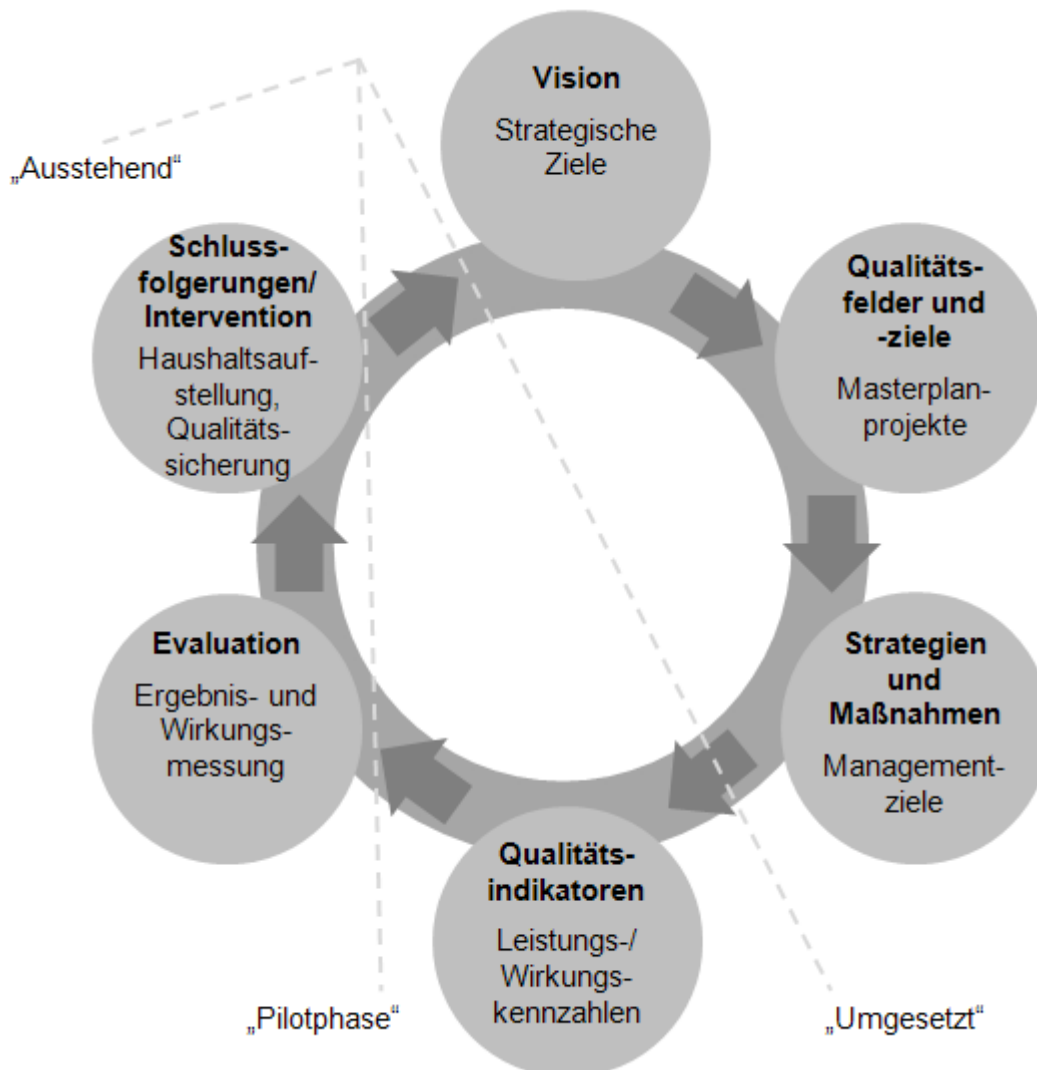 Vision
Strategische
Ziele
Qualitäts-
felder und
-ziele
Masterplan-
projekte
Strategien
und
Maßnahmen
Management-
ziele
Qualitäts-
indikatoren
Leistungs-/
Wirkungs-
kennzahlen
Evaluation
Ergebnis- und
Wirkungs-
messung
Schluss-
folgerungen/
Intervention
Haushaltsauf-
stellung,
Qualitäts-
sicherung
„Ausstehend“
„Pilotphase“
„Umgesetzt“